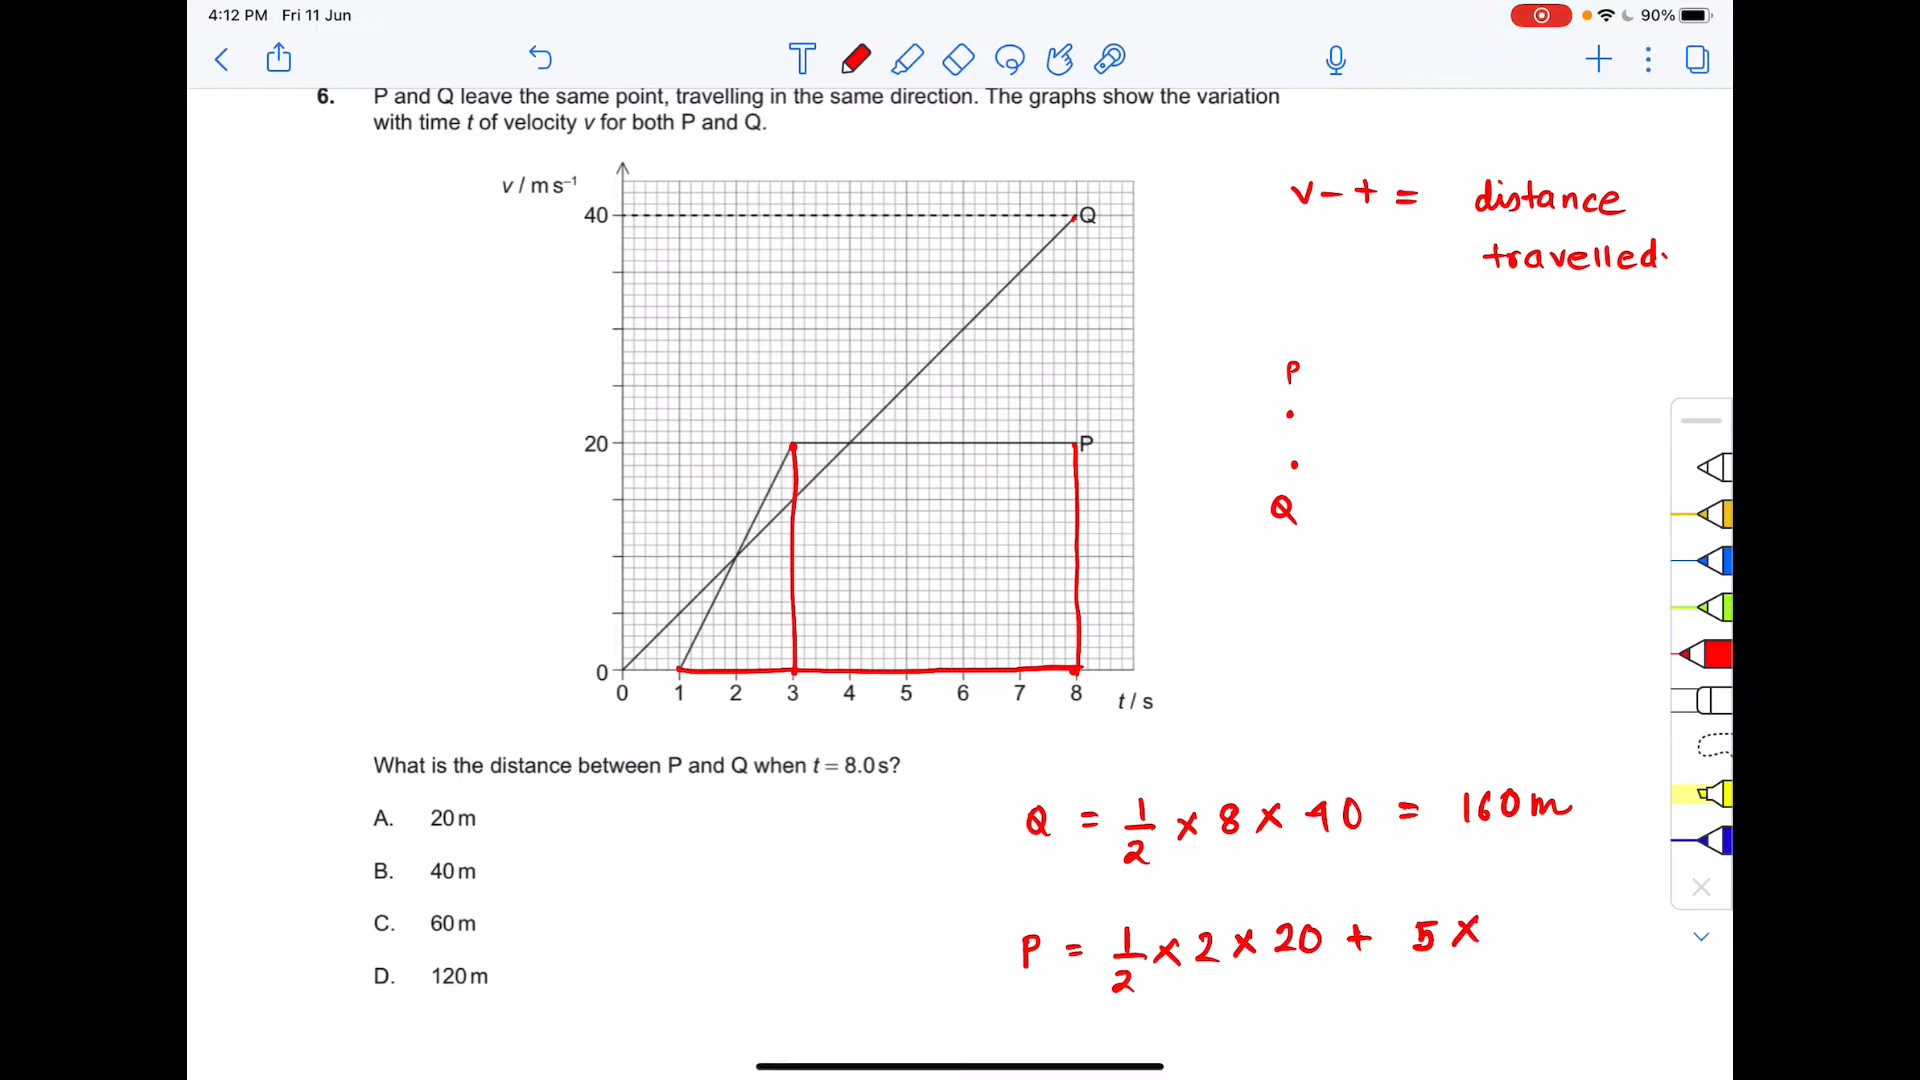 4:12 PM Fri 11 Jun
90%
6. P and Q leave the same point, travelling in the same direction. The graphs show the variation
with time t of velocity v for both P and Q.
v / m s⁻¹
40
Q
20
P
0
0 1 2 3 4 5 6 7 8
t / s
v - t = distance
travelled.
P
Q
What is the distance between P and Q when t = 8.0 s?
A. 20 m
B. 40 m
C. 60 m
D. 120 m
Q = 1/2 × 8 × 40 = 160 m
P = 1/2 × 2 × 20 + 5 ×